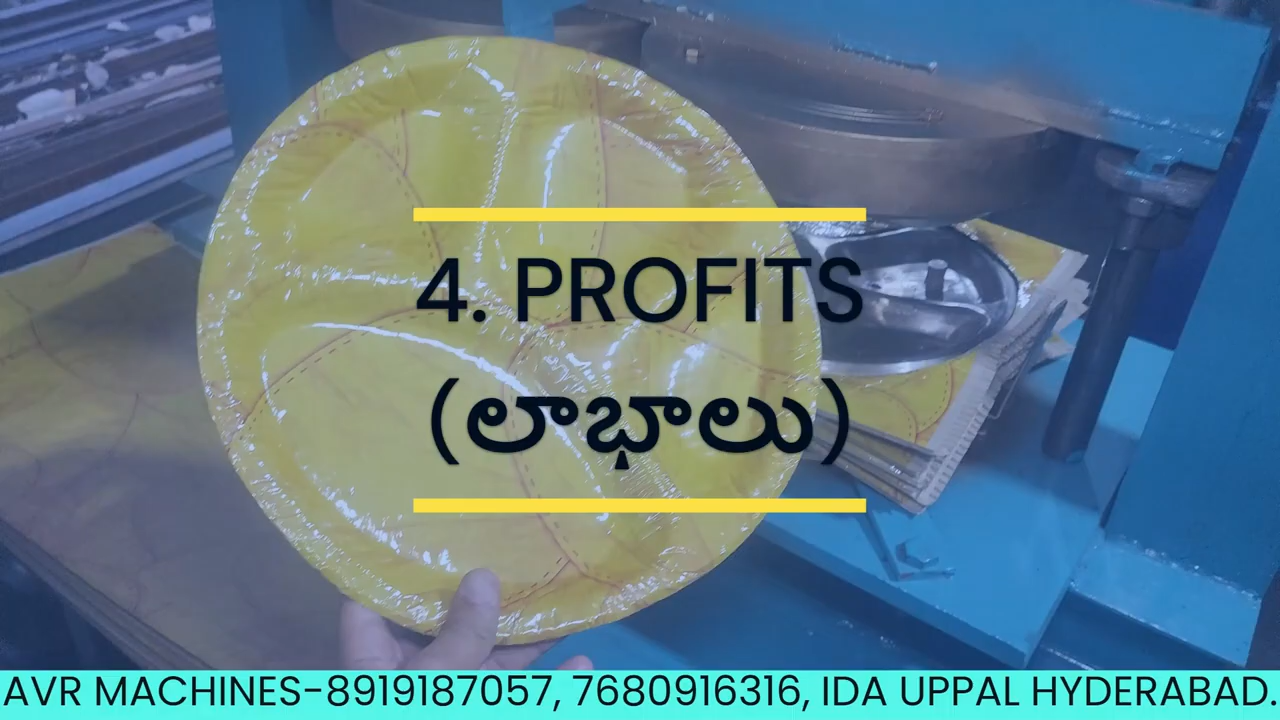 4. PROFITS
(లాభాలు)
AVR MACHINES-8919187057, 7680916316, IDA UPPAL HYDERABAD.